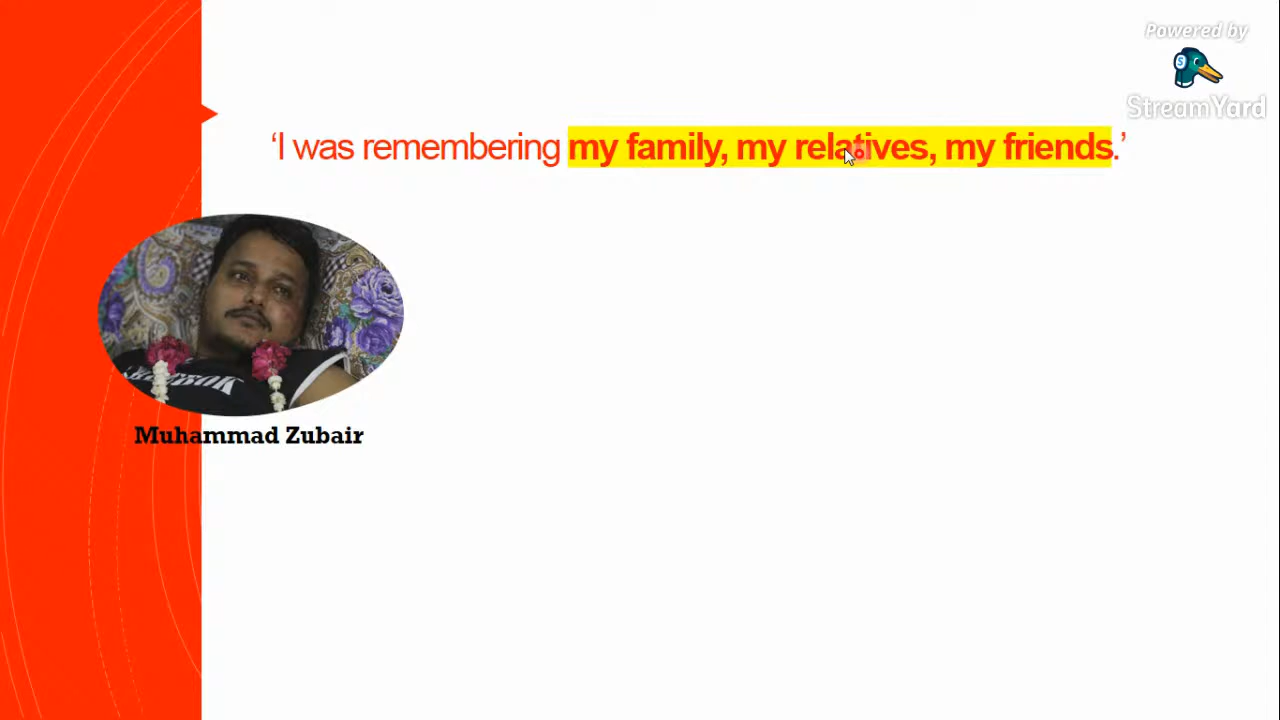 Powered by
StreamYard
‘I was remembering my family, my relatives, my friends.’
Muhammad Zubair